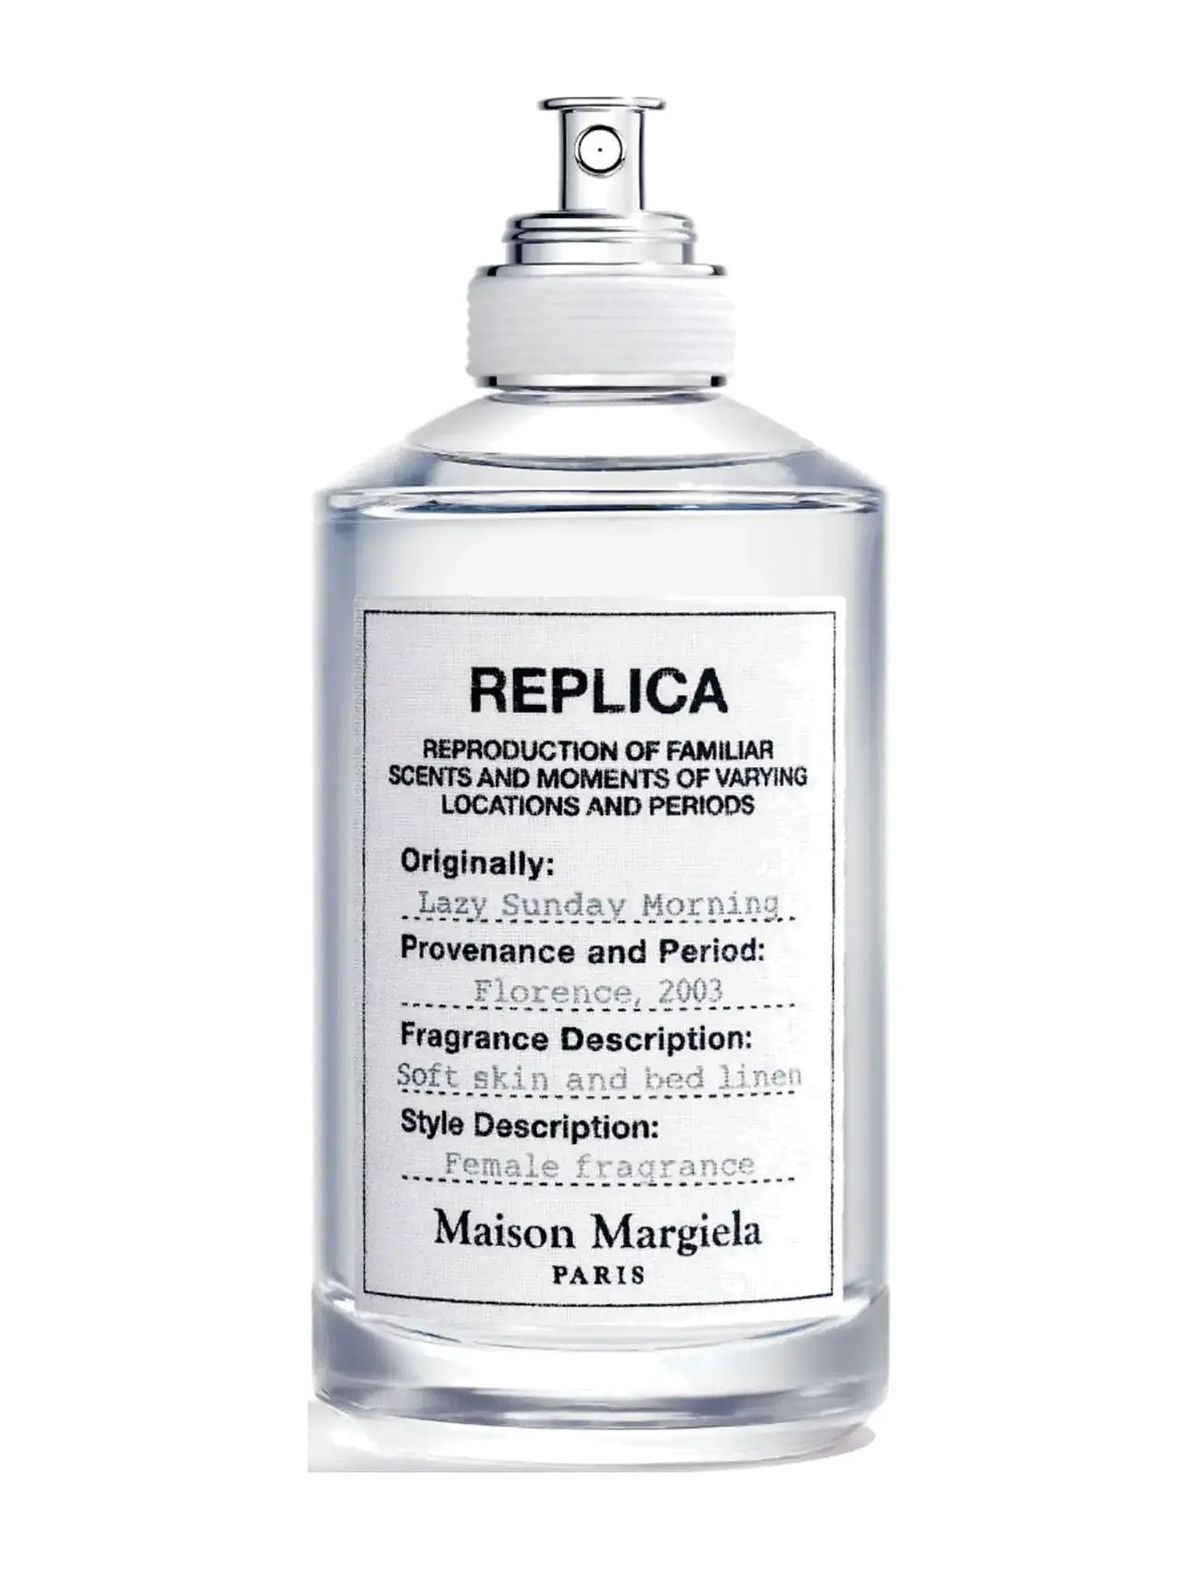 REPLICA
REPRODUCTION OF FAMILIAR
SCENTS AND MOMENTS OF VARYING
LOCATIONS AND PERIODS
Originally:
Lazy Sunday Morning
Provenance and Period:
Florence, 2003
Fragrance Description:
Soft skin and bed linen
Style Description:
Female fragrance
Maison Margiela
PARIS